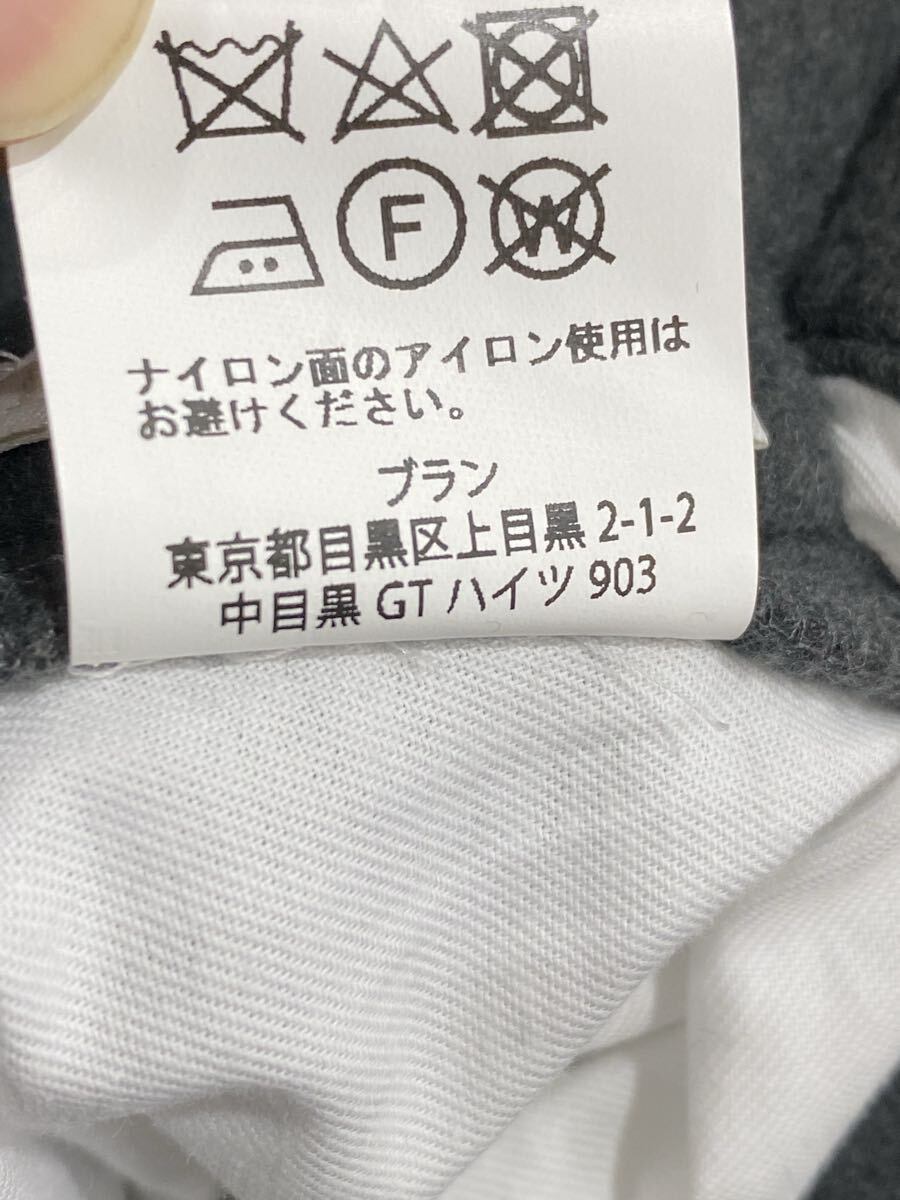 F W
ナイロン面のアイロン使用は
お避けください。
ブラン
東京都目黒区上目黒 2-1-2
中目黒 GT ハイツ 903